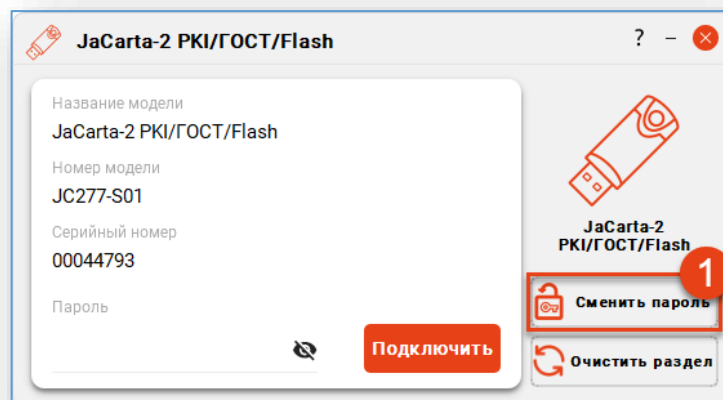 JaCarta-2 PKI/ГОСТ/Flash
? –
Название модели
JaCarta-2 PKI/ГОСТ/Flash
Номер модели
JC277-S01
Серийный номер
00044793
Пароль
Подключить
JaCarta-2
PKI/ГОСТ/Flash
1
Сменить пароль
Очистить раздел